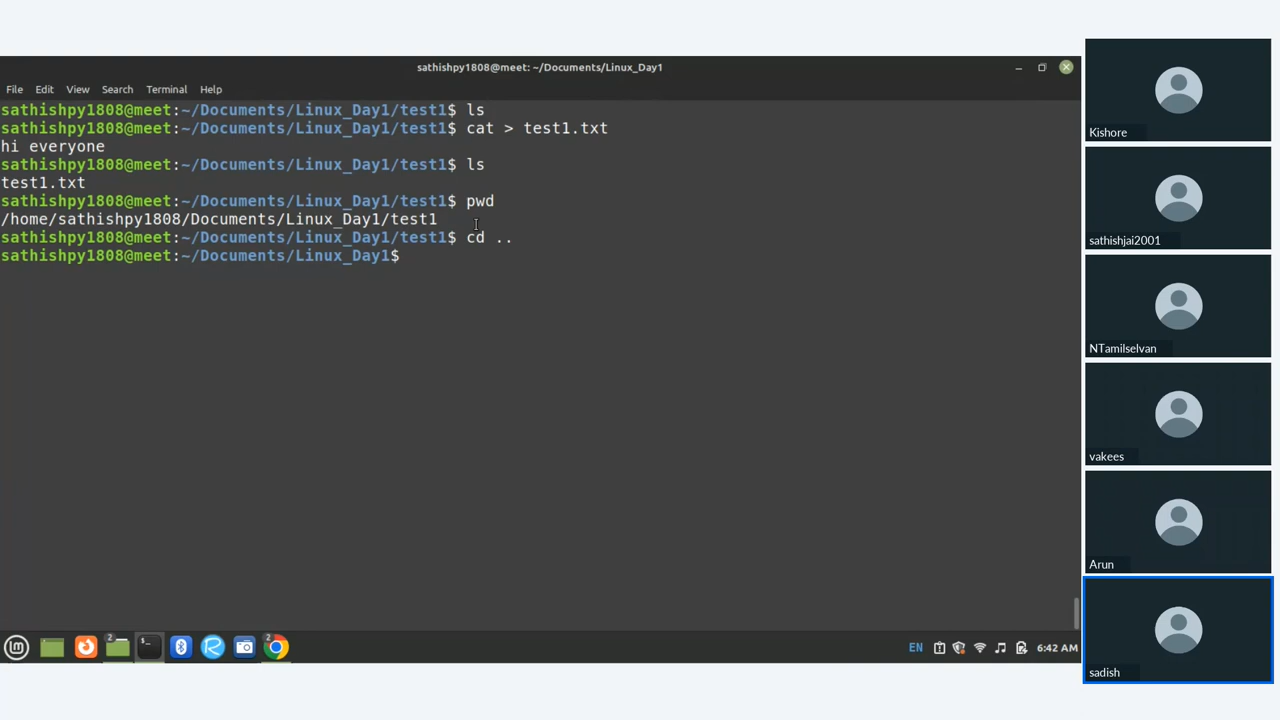 sathishpy1808@meet: ~/Documents/Linux_Day1
File Edit View Search Terminal Help
sathishpy1808@meet:~/Documents/Linux_Day1/test1$ ls
sathishpy1808@meet:~/Documents/Linux_Day1/test1$ cat > test1.txt
hi everyone
sathishpy1808@meet:~/Documents/Linux_Day1/test1$ ls
test1.txt
sathishpy1808@meet:~/Documents/Linux_Day1/test1$ pwd
/home/sathishpy1808/Documents/Linux_Day1/test1
sathishpy1808@meet:~/Documents/Linux_Day1/test1$ cd ..
sathishpy1808@meet:~/Documents/Linux_Day1$
2 2 EN 6:42 AM
Kishore
sathishjai2001
NTamilselvan
vakees
Arun
sadish